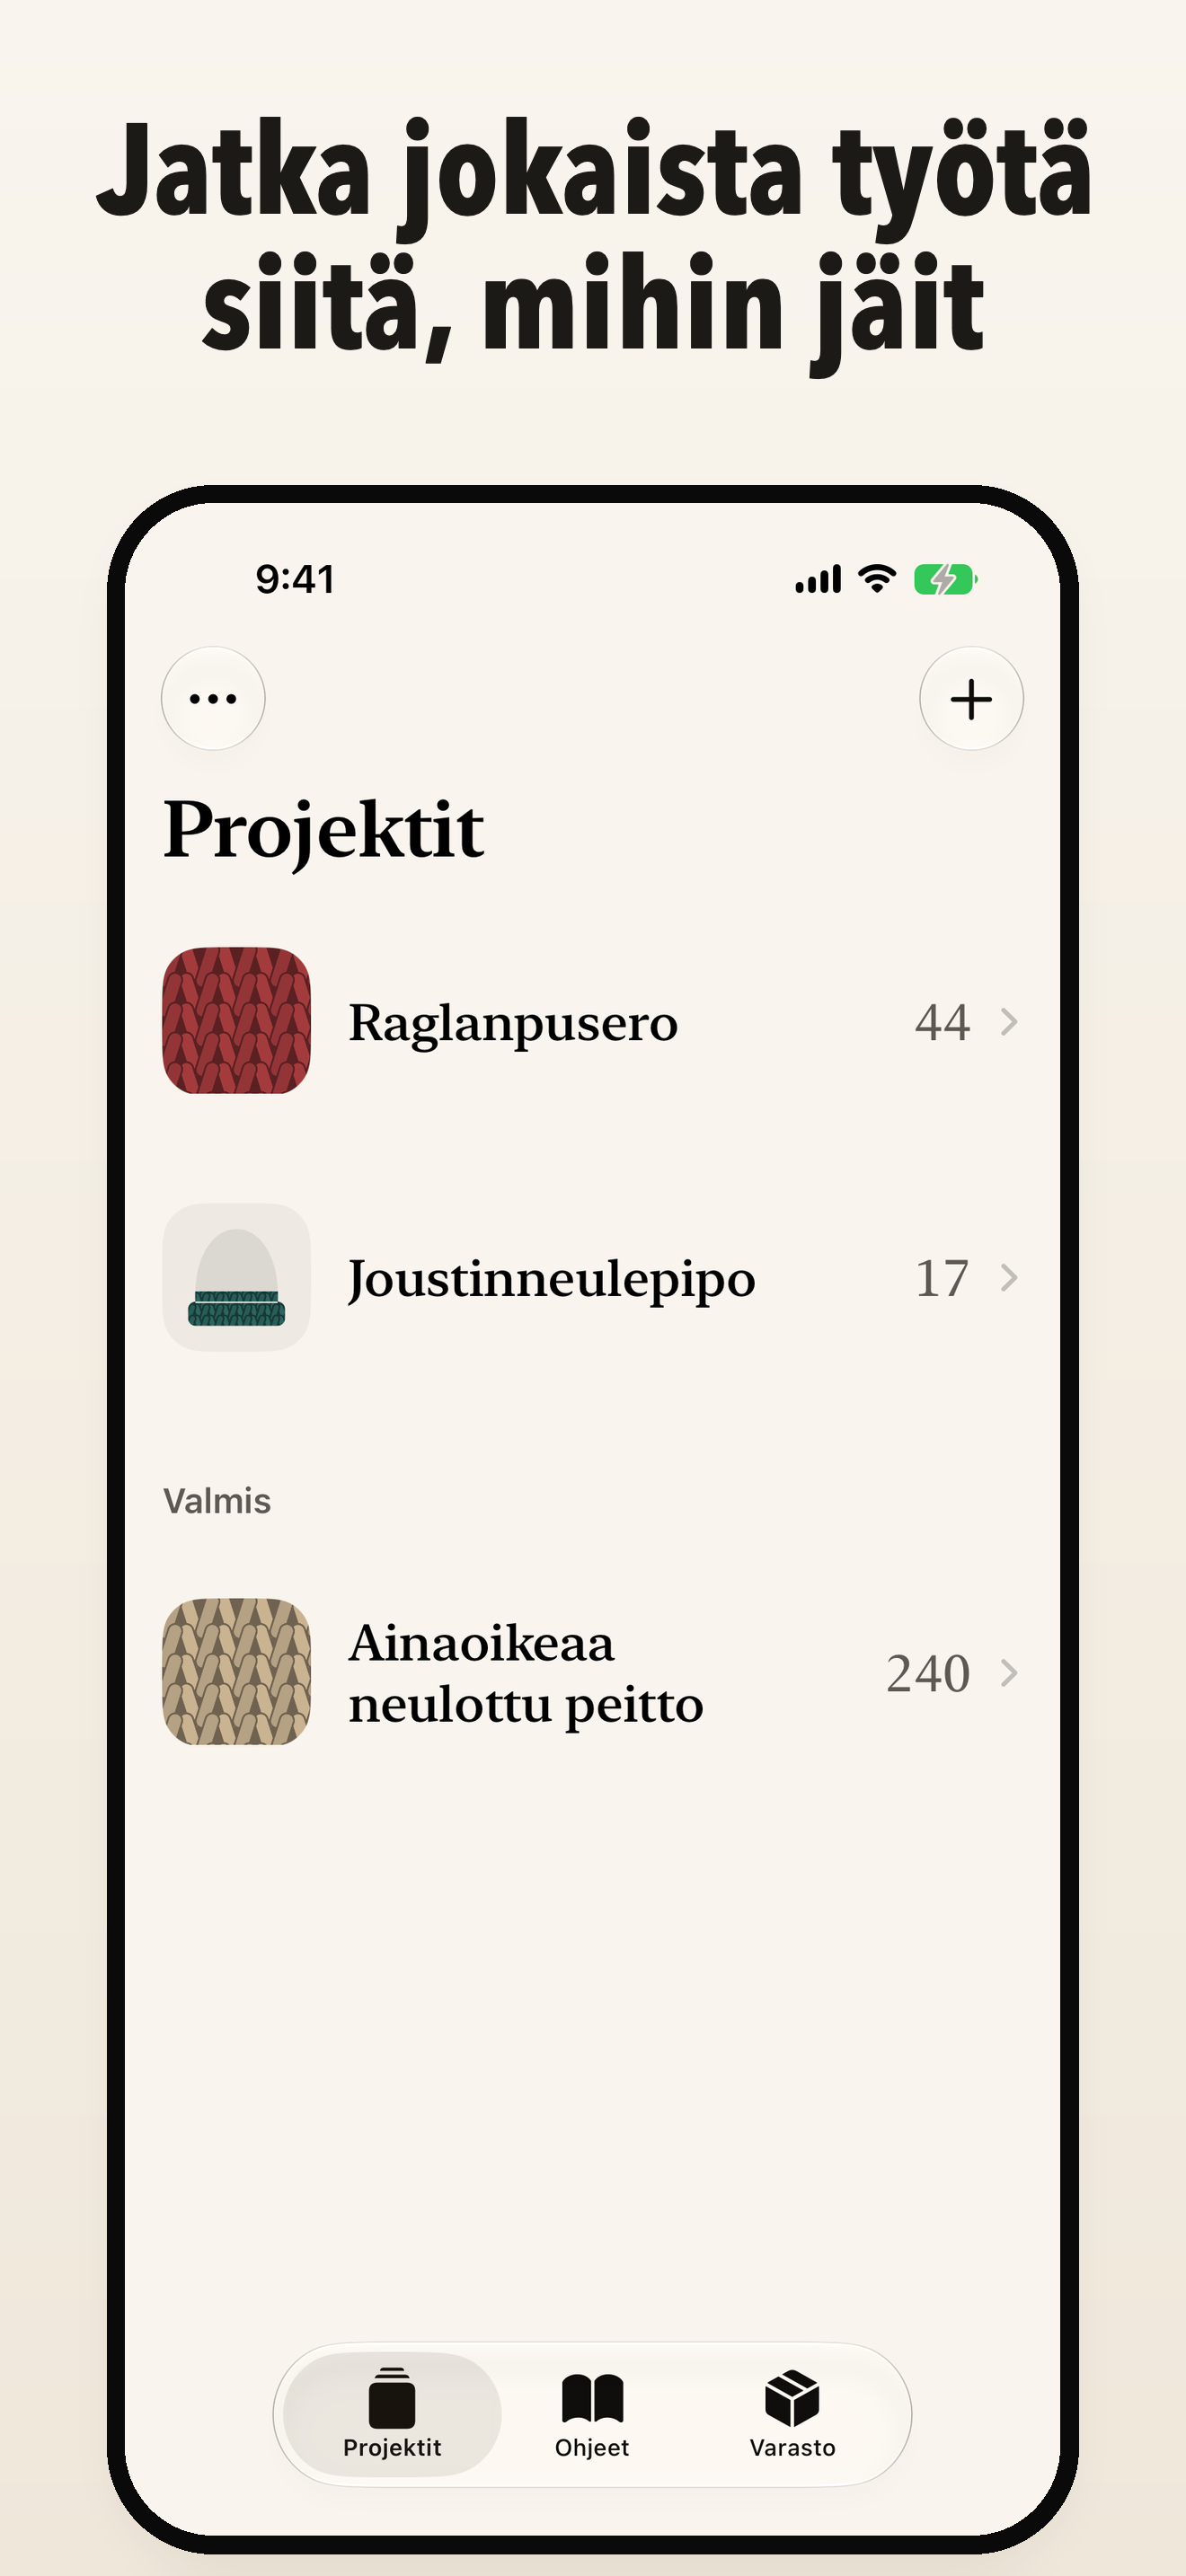 Jatka jokaista työtä
siitä, mihin jäit
9:41
Projektit
Raglanpusero
44
Joustinneulepipo
17
Valmis
Ainaoikeaa
neulottu peitto
240
Projektit
Ohjeet
Varasto